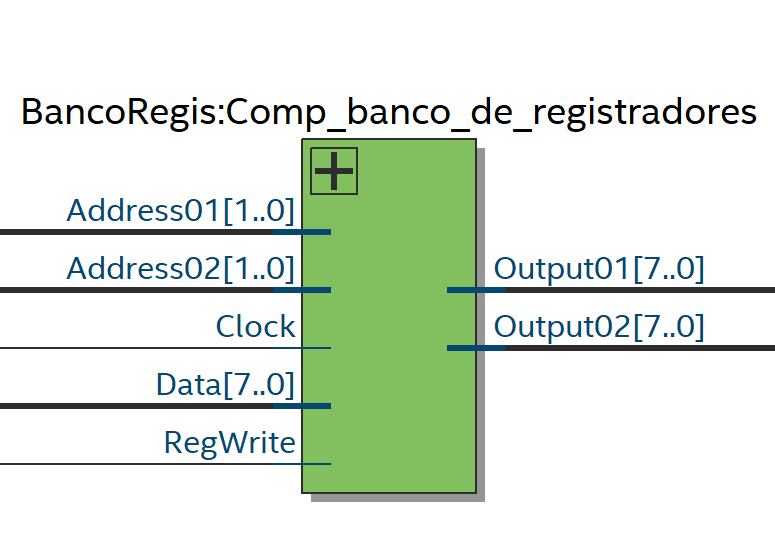 BancoRegis:Comp_banco_de_registradores
Address01[1..0]
Address02[1..0]
Output01[7..0]
Clock
Output02[7..0]
Data[7..0]
RegWrite